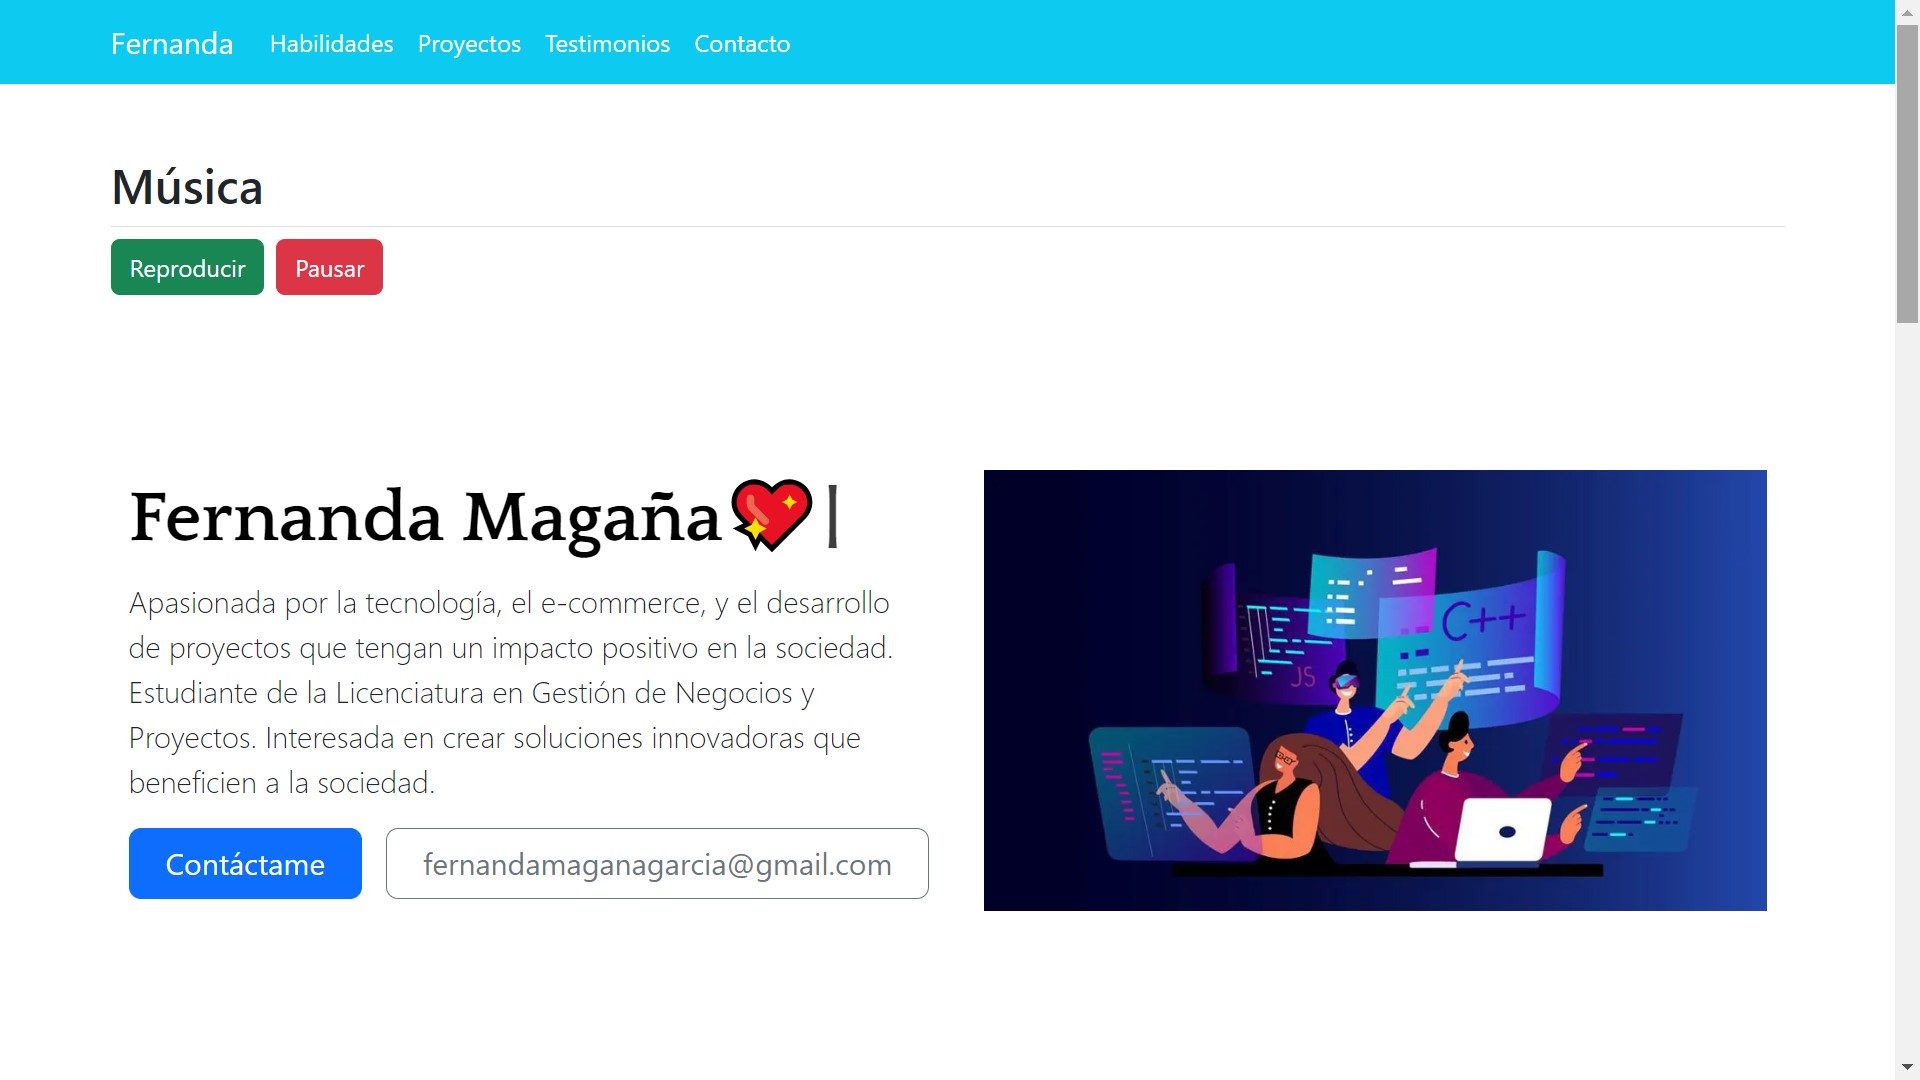 Fernanda Habilidades Proyectos Testimonios Contacto
Música
Reproducir Pausar
Fernanda Magaña💖|
Apasionada por la tecnología, el e-commerce, y el desarrollo
de proyectos que tengan un impacto positivo en la sociedad.
Estudiante de la Licenciatura en Gestión de Negocios y
Proyectos. Interesada en crear soluciones innovadoras que
beneficien a la sociedad.
Contáctame fernandamaganagarcia@gmail.com
C++
JS